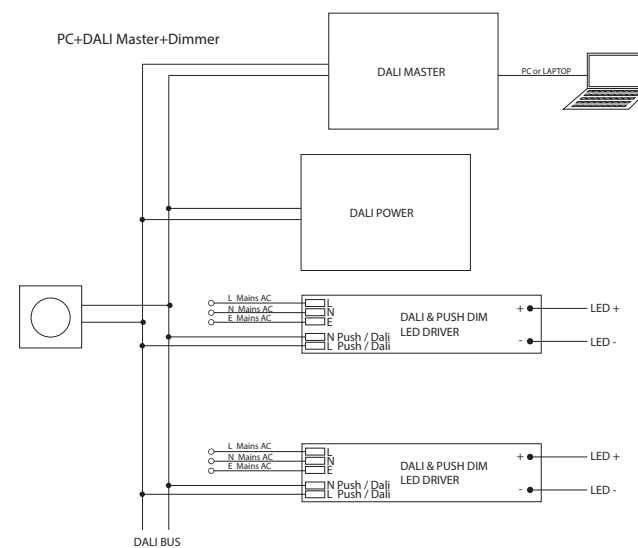 PC+DALI Master+Dimmer
DALI MASTER
PC or LAPTOP
DALI POWER
L Mains AC
N Mains AC
E Mains AC
L
N
E
N Push / Dali
L Push / Dali
DALI & PUSH DIM
LED DRIVER
+
-
LED +
LED -
L Mains AC
N Mains AC
E Mains AC
L
N
E
N Push / Dali
L Push / Dali
DALI & PUSH DIM
LED DRIVER
+
-
LED +
LED -
DALI BUS